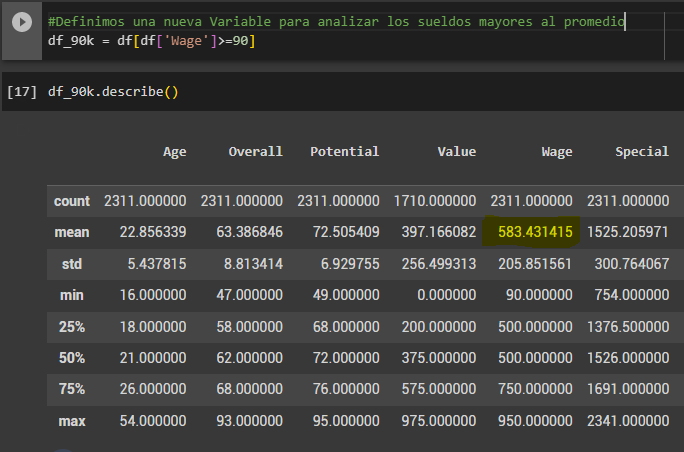 #Definimos una nueva Variable para analizar los sueldos mayores al promedio
df_90k = df[df['Wage']>=90]
[17] df_90k.describe()
Age Overall Potential Value Wage Special
count 2311.000000 2311.000000 2311.000000 1710.000000 2311.000000 2311.000000
mean 22.856339 63.386846 72.505409 397.166082 583.431415 1525.205971
std 5.437815 8.813414 6.929755 256.499313 205.851561 300.764067
min 16.000000 47.000000 49.000000 0.000000 90.000000 754.000000
25% 18.000000 58.000000 68.000000 200.000000 500.000000 1376.500000
50% 21.000000 62.000000 72.000000 375.000000 500.000000 1526.000000
75% 26.000000 68.000000 76.000000 575.000000 750.000000 1691.000000
max 54.000000 93.000000 95.000000 975.000000 950.000000 2341.000000